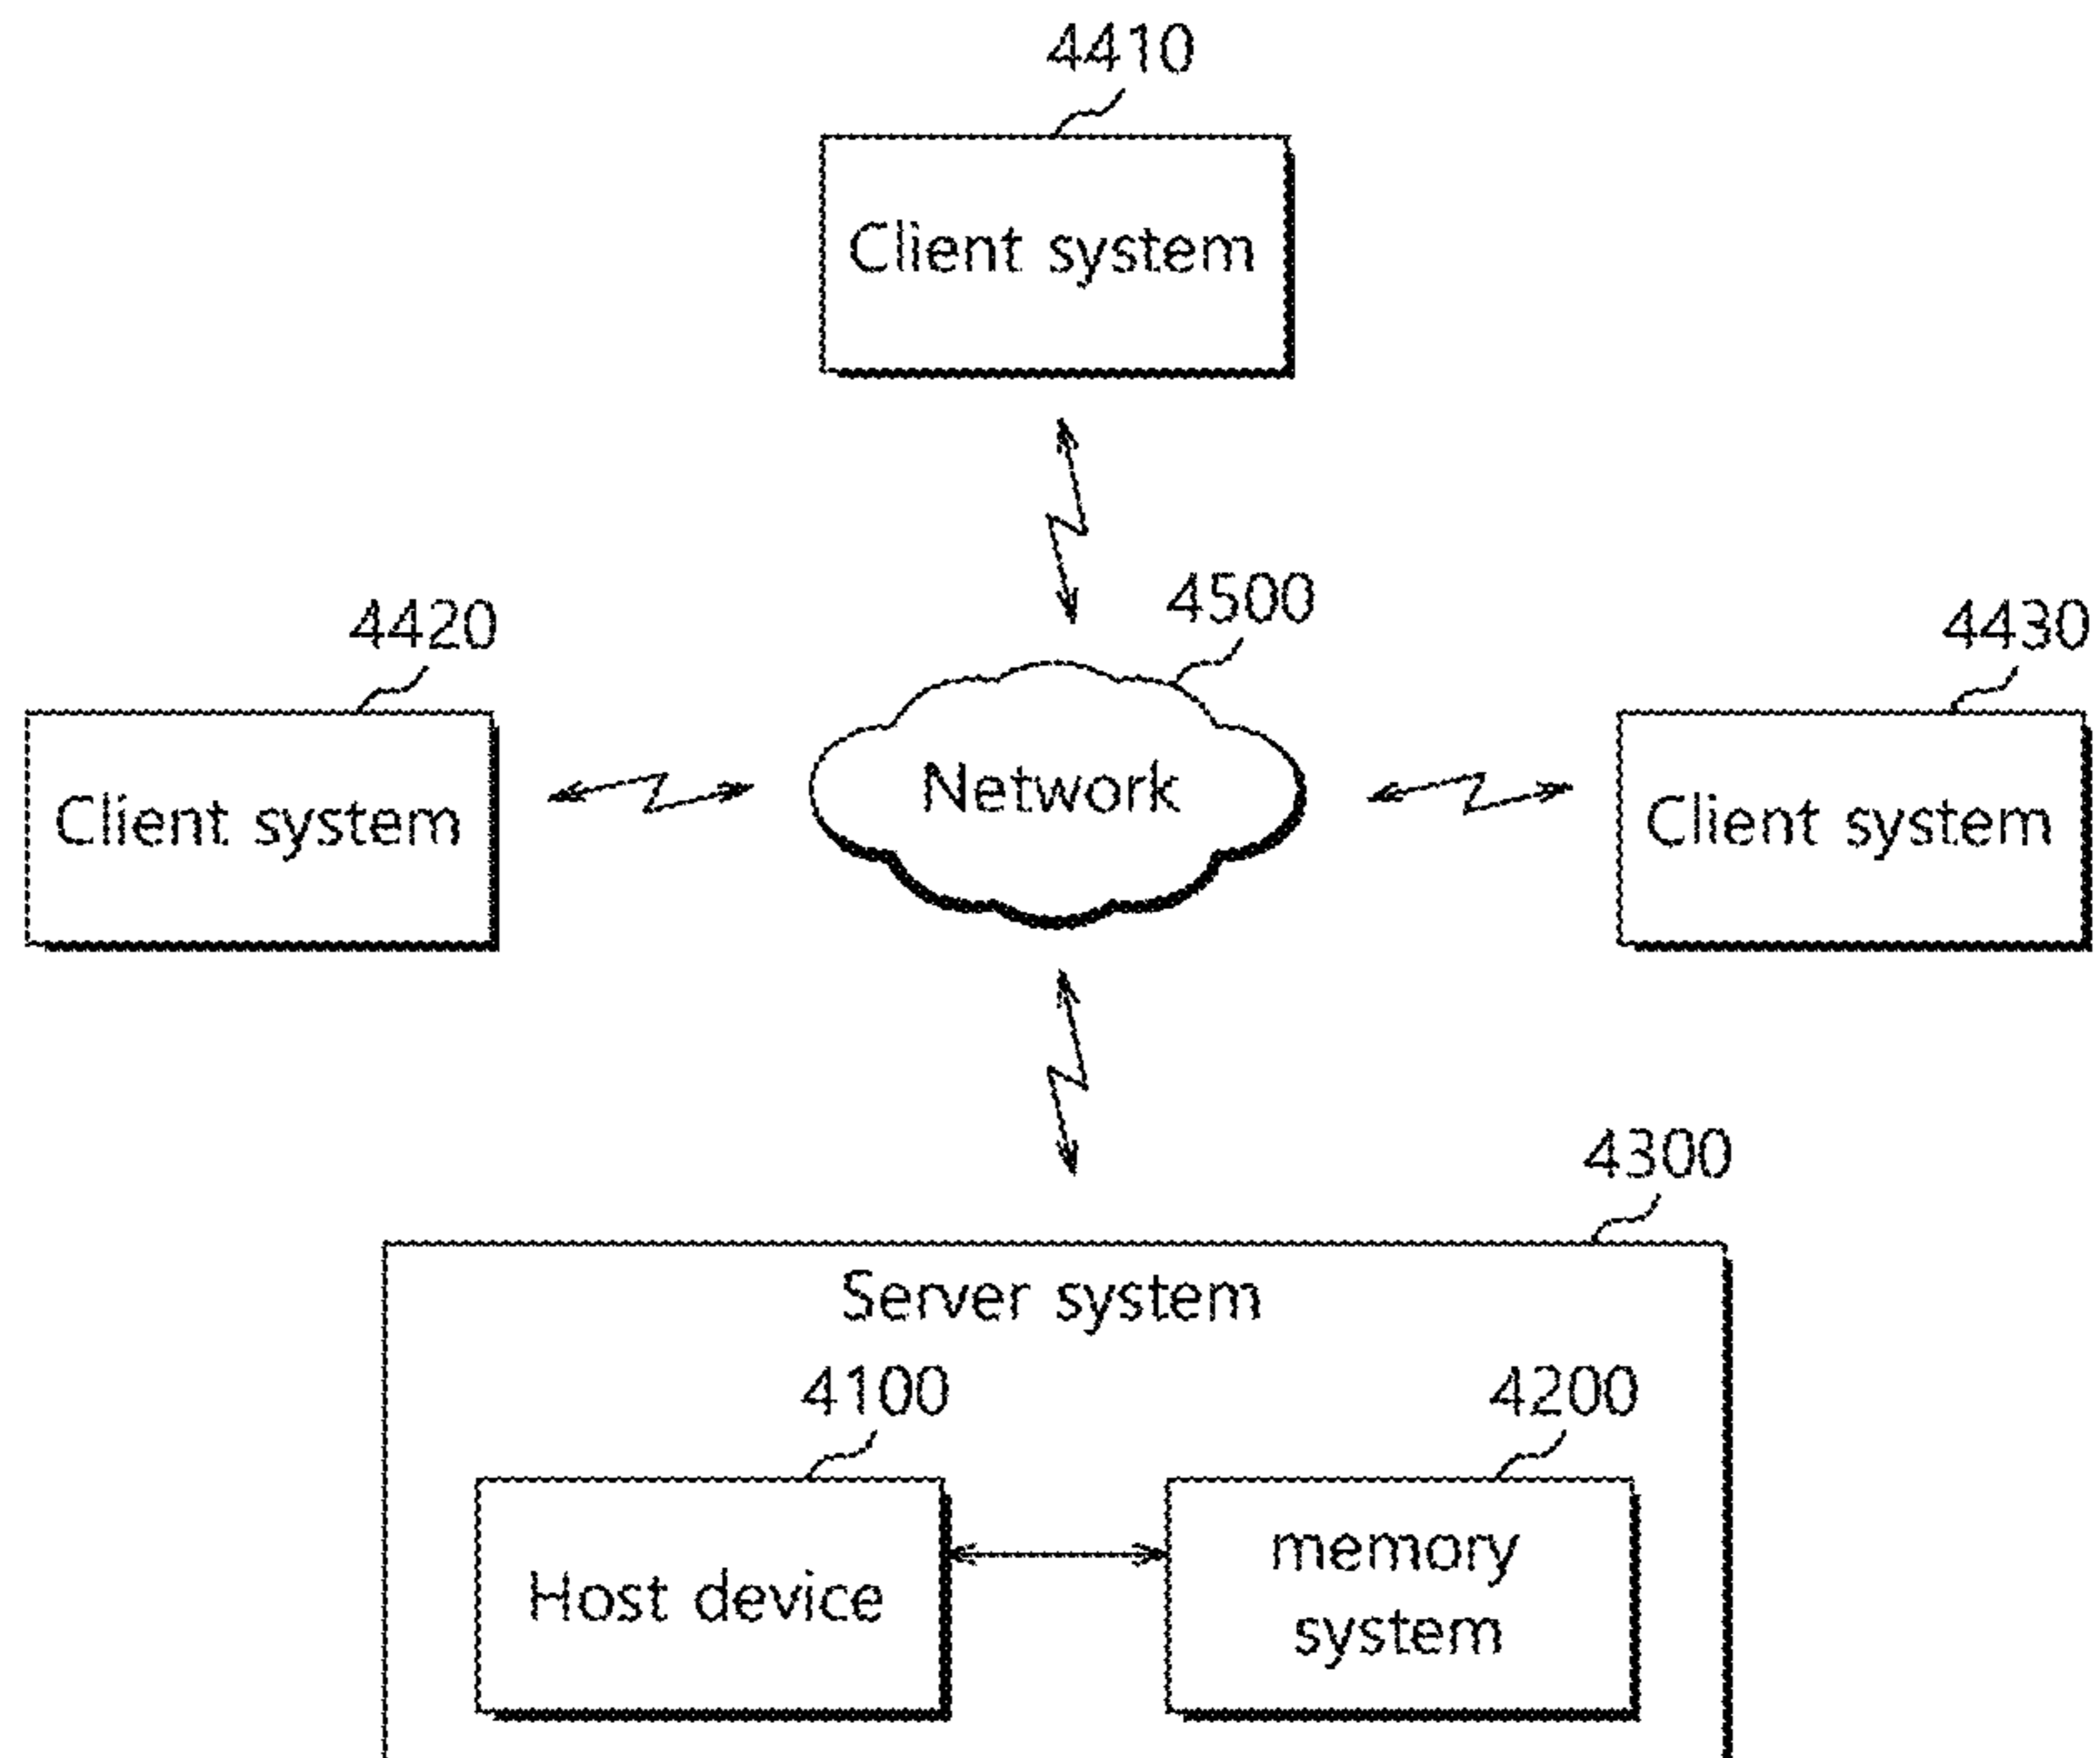 4410
Client system
4500
4420
4430
Network
Client system
Client system
4300
Server system
4100
4200
Host device
memory
system